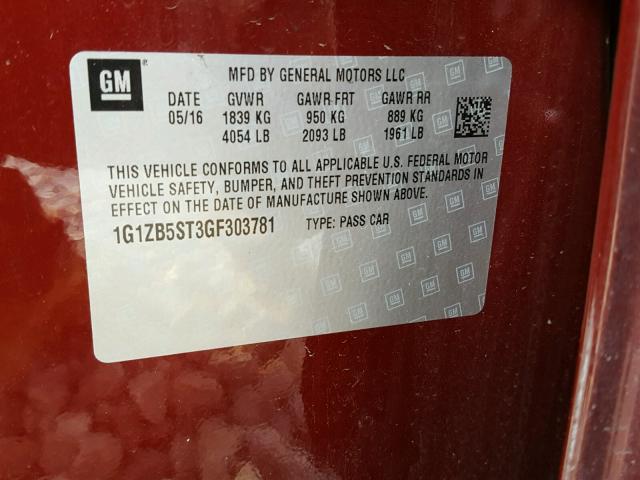 GM ®
MFD BY GENERAL MOTORS LLC
DATE GVWR GAWR FRT GAWR RR
05/16 1839 KG 950 KG 889 KG
4054 LB 2093 LB 1961 LB
THIS VEHICLE CONFORMS TO ALL APPLICABLE U.S. FEDERAL MOTOR
VEHICLE SAFETY, BUMPER, AND THEFT PREVENTION STANDARDS IN
EFFECT ON THE DATE OF MANUFACTURE SHOWN ABOVE.
1G1ZB5ST3GF303781 TYPE: PASS CAR